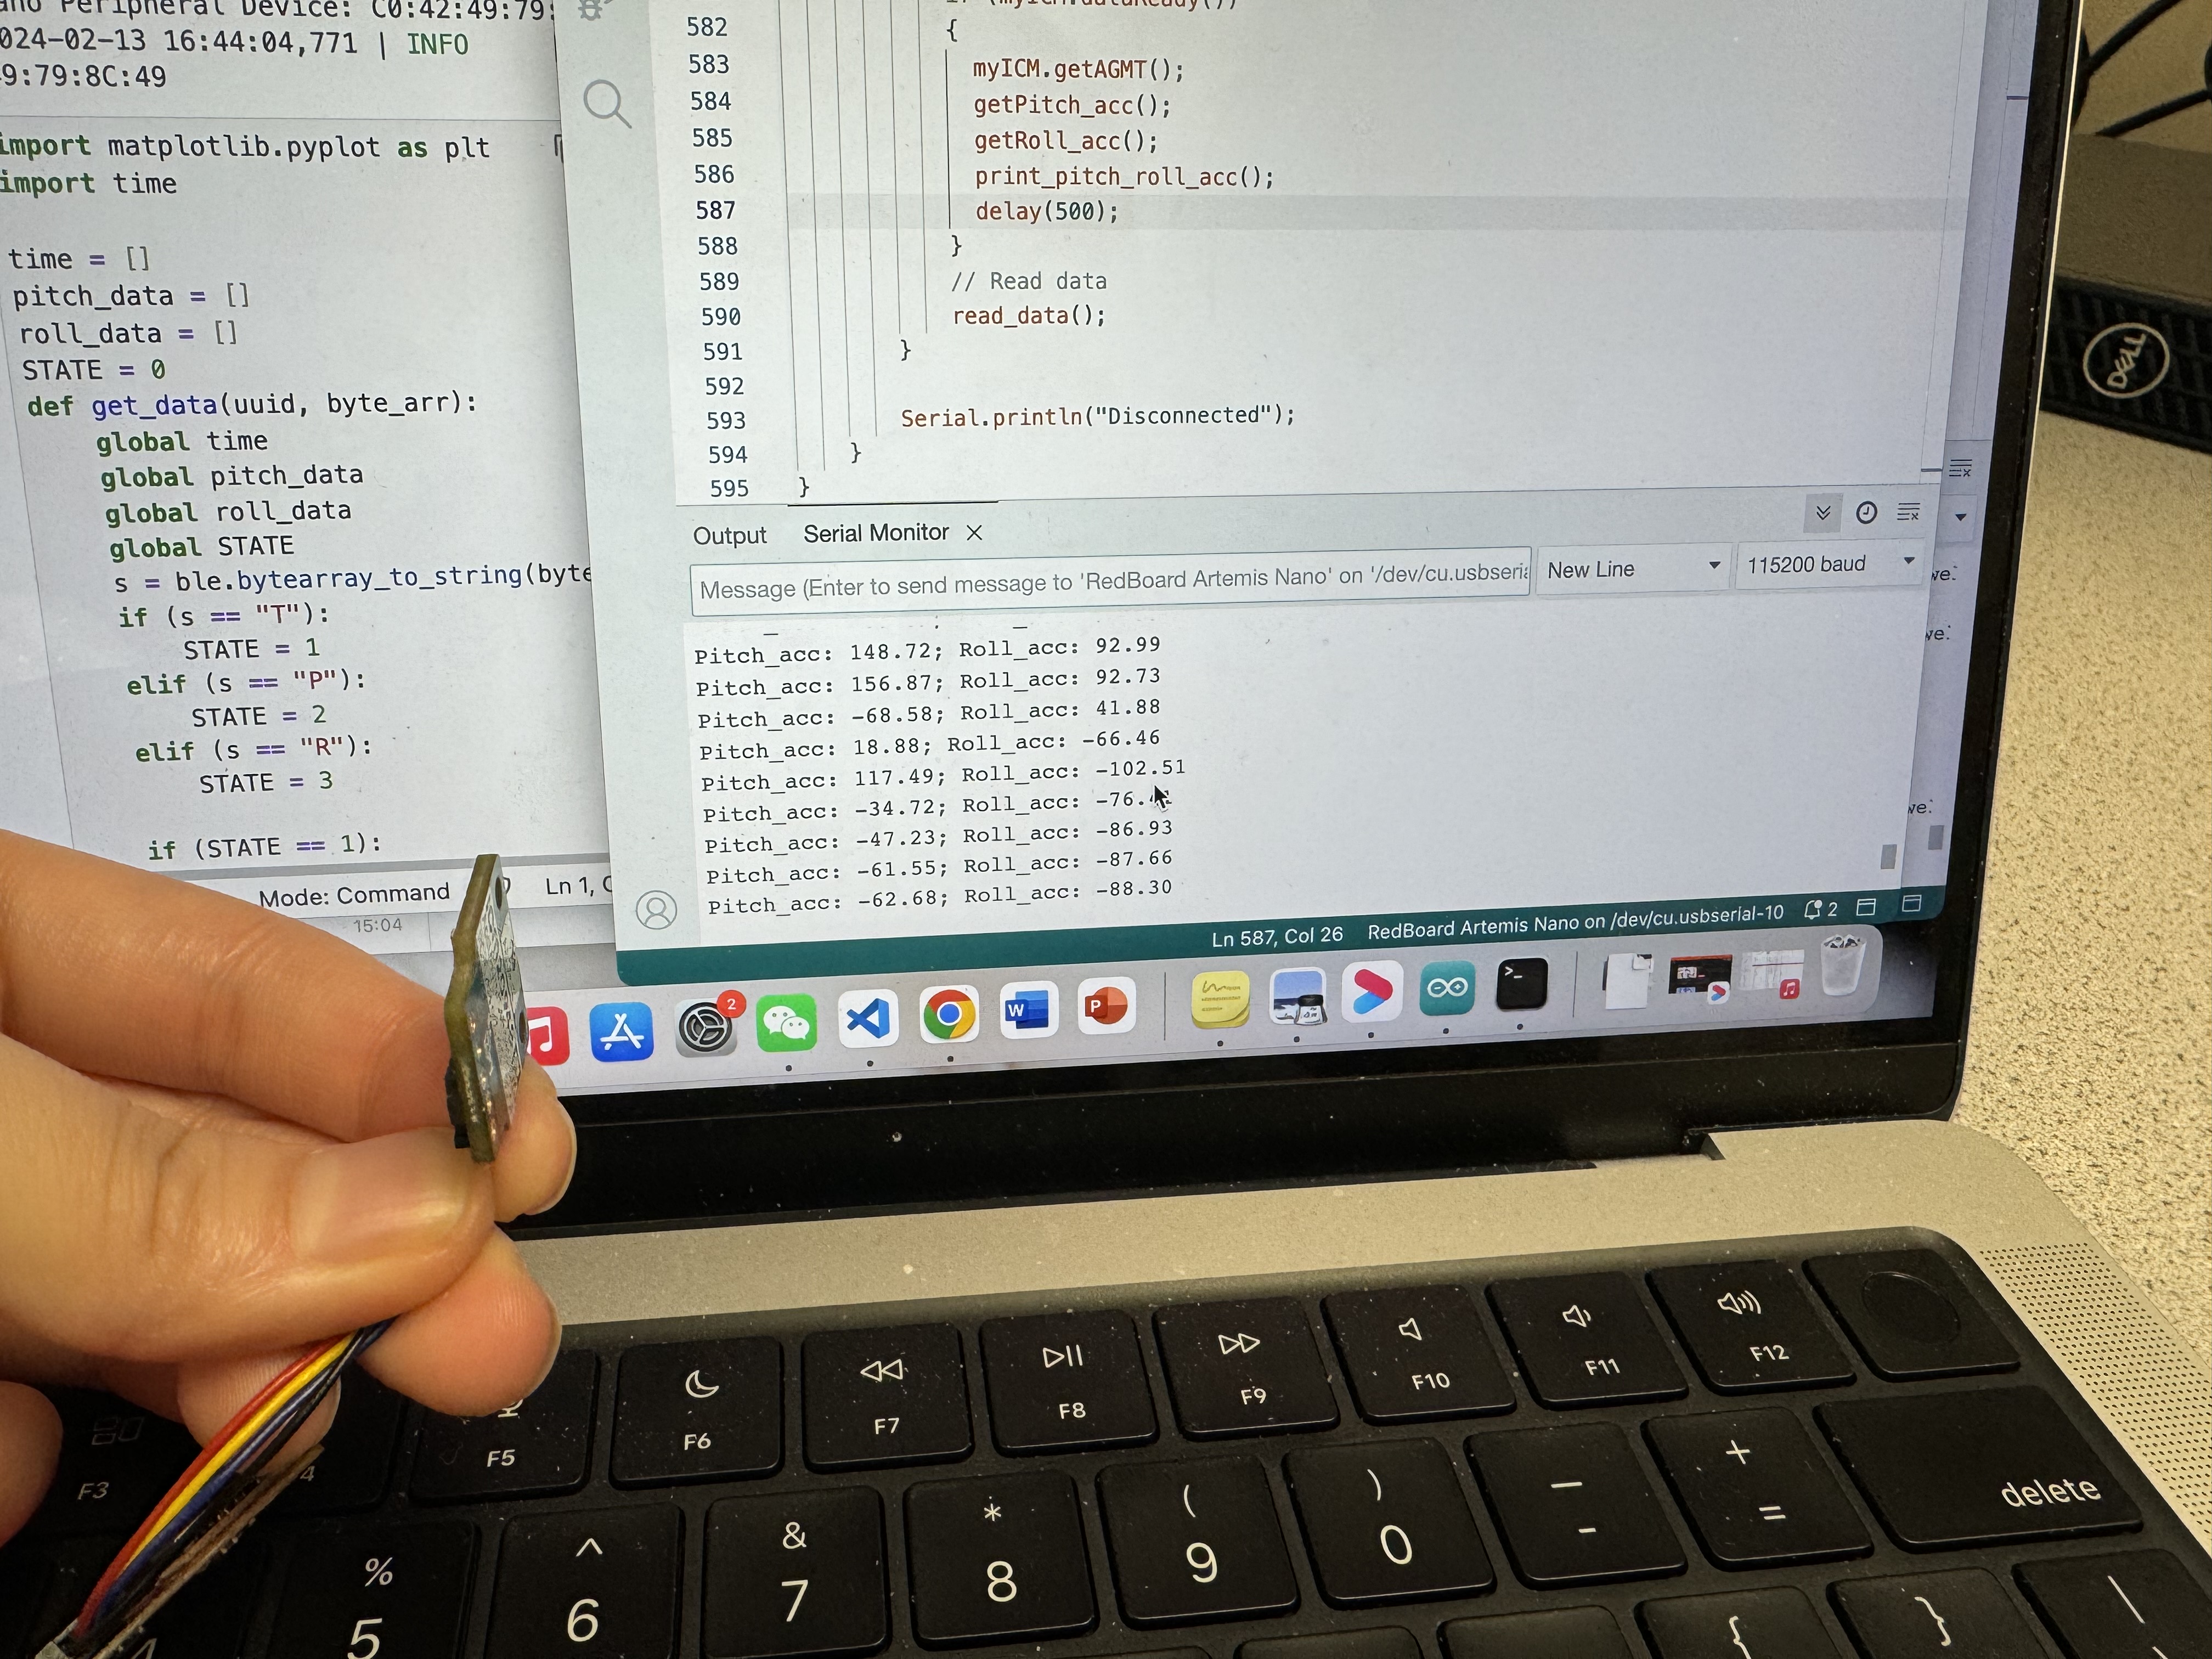 Peripheral Device: C0:42:49:79:
024-02-13 16:44:04,771 | INFO
9:79:8C:49
import matplotlib.pyplot as plt
import time
time = []
pitch_data = []
roll_data = []
STATE = 0
def get_data(uuid, byte_arr):
global time
global pitch_data
global roll_data
global STATE
s = ble.bytearray_to_string(byte
if (s == "T"):
STATE = 1
elif (s == "P"):
STATE = 2
elif (s == "R"):
STATE = 3
if (STATE == 1):
Mode: Command
Ln 1, C
15:04
582 {
583 myICM.getAGMT();
584 getPitch_acc();
585 getRoll_acc();
586 print_pitch_roll_acc();
587 delay(500);
588 }
589 // Read data
590 read_data();
591 }
592
593 Serial.println("Disconnected");
594 }
595 }
Output Serial Monitor
Message (Enter to send message to 'RedBoard Artemis Nano' on '/dev/cu.usbseria
New Line
115200 baud
Pitch_acc: 148.72; Roll_acc: 92.99
Pitch_acc: 156.87; Roll_acc: 92.73
Pitch_acc: -68.58; Roll_acc: 41.88
Pitch_acc: 18.88; Roll_acc: -66.46
Pitch_acc: 117.49; Roll_acc: -102.51
Pitch_acc: -34.72; Roll_acc: -76.
Pitch_acc: -47.23; Roll_acc: -86.93
Pitch_acc: -61.55; Roll_acc: -87.66
Pitch_acc: -62.68; Roll_acc: -88.30
Ln 587, Col 26 RedBoard Artemis Nano on /dev/cu.usbserial-10 2
2
W
P
DELL
F3
F5
F6
F7
F8
F9
F10
F11
F12
% 5
^ 6
& 7
* 8
( 9
) 0
— -
+ =
delete
{
}
|